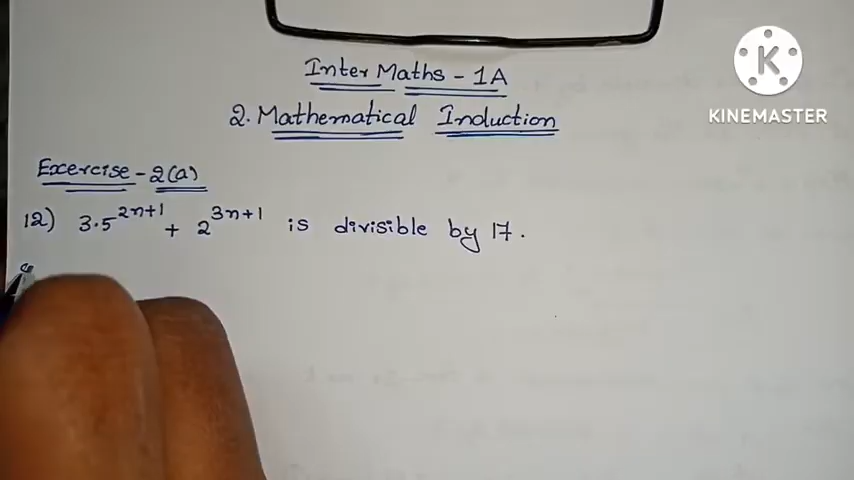 Inter Maths - 1A
2. Mathematical Induction
Exercise - 2(a)
12) 3·5^{2n+1} + 2^{3n+1} is divisible by 17.
K
KINEMASTER